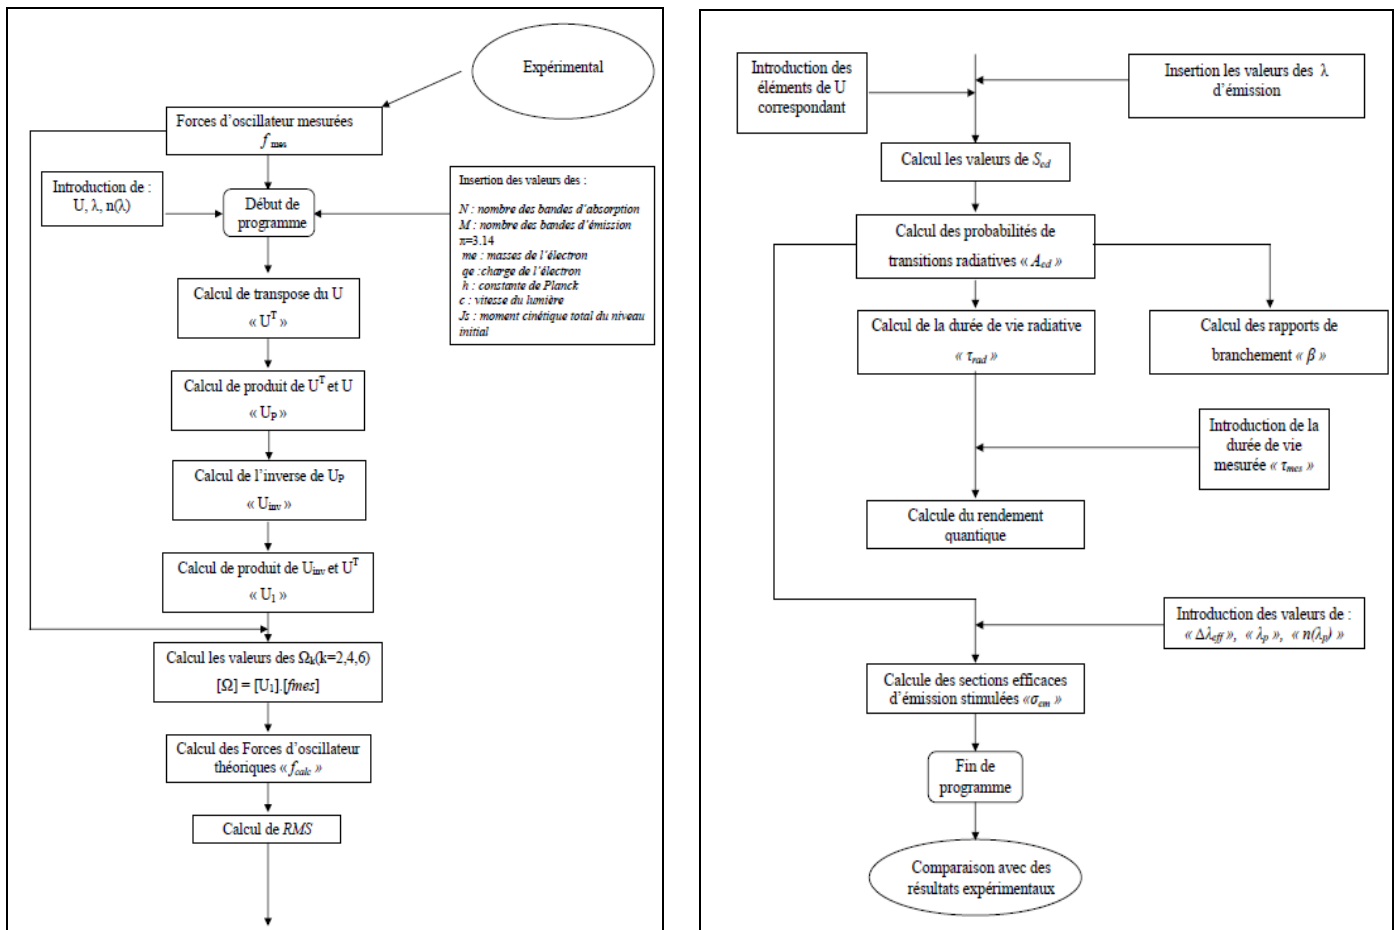 Expérimental
Forces d'oscillateur mesurées
f mes
Introduction de :
U, λ, n(λ)
Début de
programme
Insertion des valeurs des :
N : nombre des bandes d'absorption
M : nombre des bandes d'émission
π=3.14
me : masses de l'électron
qe :charge de l'électron
h : constante de Planck
c : vitesse du lumière
Js : moment cinétique total du niveau
initial
Calcul de transpose du U
« Uᵀ »
Calcul de produit de Uᵀ et U
« U_P »
Calcul de l'inverse de U_P
« U_inv »
Calcul de produit de U_inv et Uᵀ
« U₁ »
Calcul les valeurs des Ω_k(k=2,4,6)
[Ω] = [U₁].[fmes]
Calcul des Forces d'oscillateur
théoriques « f_calc »
Calcul de RMS
Introduction des
éléments de U
correspondant
Insertion les valeurs des λ
d'émission
Calcul les valeurs de S_ed
Calcul des probabilités de
transitions radiatives « A_ed »
Calcul de la durée de vie radiative
« τ_rad »
Calcul des rapports de
branchement « β »
Introduction de la
durée de vie
mesurée « τ_mes »
Calcule du rendement
quantique
Introduction des valeurs de :
« Δλ_eff », « λ_p », « n(λ_p) »
Calcule des sections efficaces
d'émission stimulées «σ_em »
Fin de
programme
Comparaison avec des
résultats expérimentaux